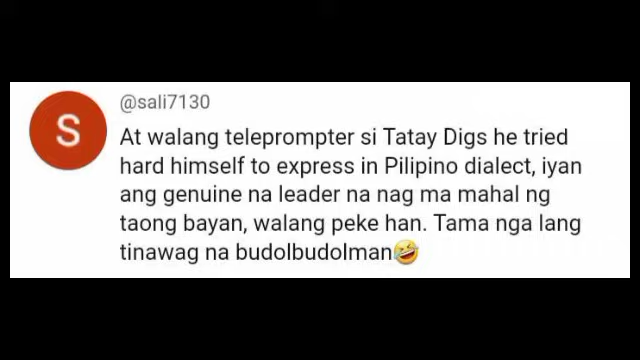 S
@sali7130
At walang teleprompter si Tatay Digs he tried
hard himself to express in Pilipino dialect, iyan
ang genuine na leader na nag ma mahal ng
taong bayan, walang peke han. Tama nga lang
tinawag na budolbudolman🤣